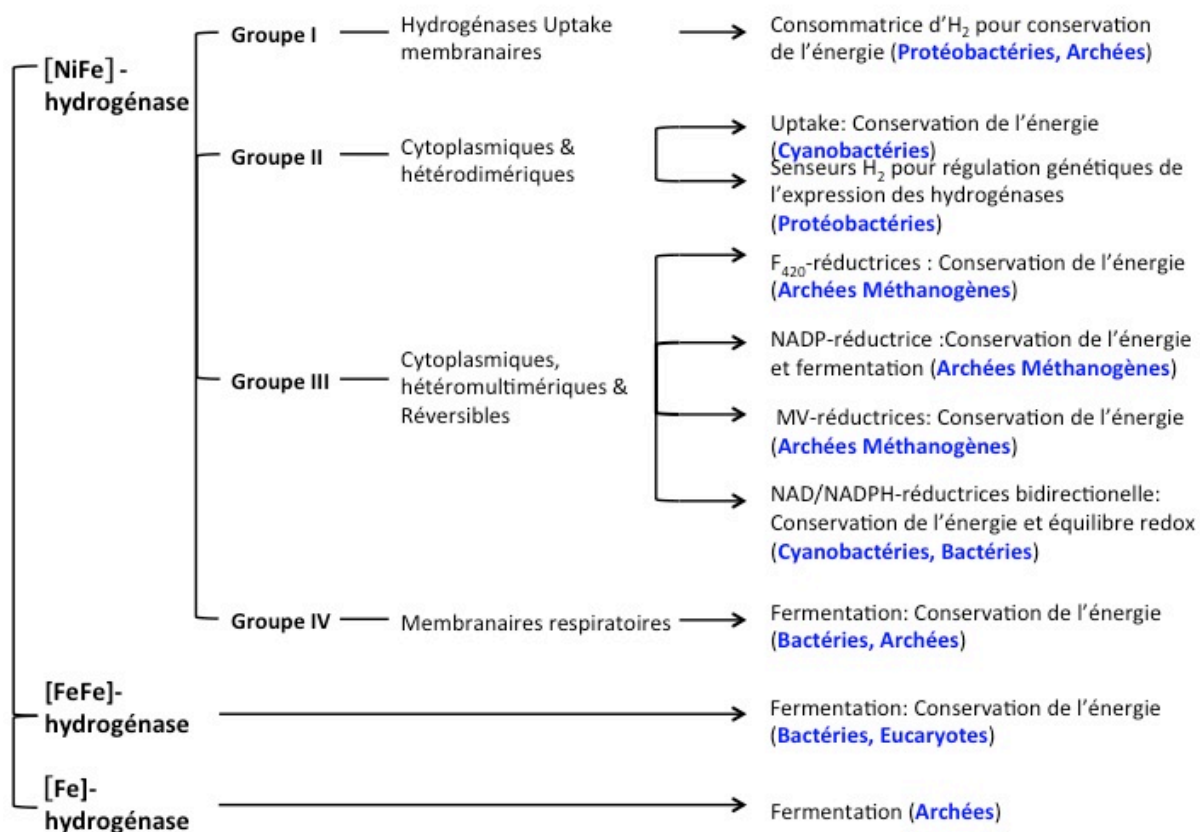 [NiFe] -
hydrogénase
Groupe I
Hydrogénases Uptake
membranaires
Consommatrice d’H₂ pour conservation
de l’énergie (Protéobactéries, Archées)
Groupe II
Cytoplasmiques &
hétérodimériques
Uptake: Conservation de l’énergie
(Cyanobactéries)
Senseurs H₂ pour régulation génétiques de
l’expression des hydrogénases
(Protéobactéries)
Groupe III
Cytoplasmiques,
hétéromultimériques &
Réversibles
F₄₂₀-réductrices : Conservation de l’énergie
(Archées Méthanogènes)
NADP-réductrice :Conservation de l’énergie
et fermentation (Archées Méthanogènes)
MV-réductrices: Conservation de l’énergie
(Archées Méthanogènes)
NAD/NADPH-réductrices bidirectionelle:
Conservation de l’énergie et équilibre redox
(Cyanobactéries, Bactéries)
Groupe IV
Membranaires respiratoires
Fermentation: Conservation de l’énergie
(Bactéries, Archées)
[FeFe]-
hydrogénase
Fermentation: Conservation de l’énergie
(Bactéries, Eucaryotes)
[Fe]-
hydrogénase
Fermentation (Archées)